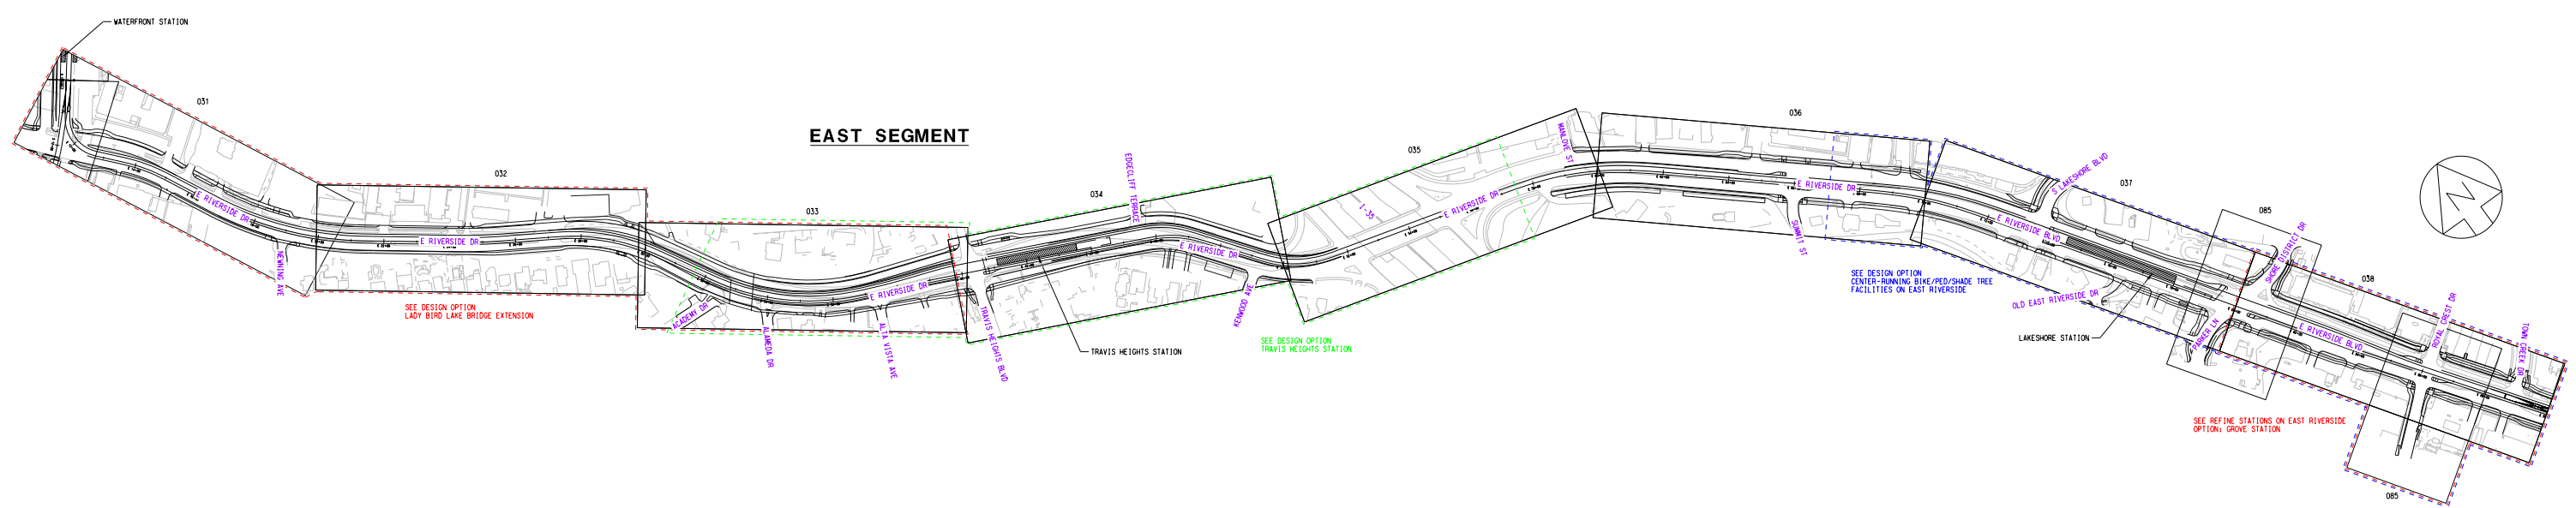 WATERFRONT STATION
031
EAST SEGMENT
032
033
034
035
036
037
085
038
085
E RIVERSIDE DR
NEWNING AVE
E RIVERSIDE DR
SEE DESIGN OPTION
LADY BIRD LAKE BRIDGE EXTENSION
ACADEMY DR
ALAMEDA DR
E RIVERSIDE DR
ALTA VISTA AVE
TRAVIS HEIGHTS BLVD
TRAVIS HEIGHTS STATION
EDGECLIFF TERRACE
E RIVERSIDE DR
KENWOOD AVE
SEE DESIGN OPTION
TRAVIS HEIGHTS STATION
I-35
E RIVERSIDE DR
MANLOVE ST
E RIVERSIDE DR
SUMMIT ST
SEE DESIGN OPTION
CENTER-RUNNING BIKE/PED/SHADE TREE
FACILITIES ON EAST RIVERSIDE
S LAKESHORE BLVD
E RIVERSIDE BLVD
OLD EAST RIVERSIDE DR
LAKESHORE STATION
PARKER LN
SHORE DISTRICT DR
E RIVERSIDE BLVD
ROYAL CREST DR
TOWN CREEK DR
SEE REFINE STATIONS ON EAST RIVERSIDE
OPTION: GROVE STATION
N